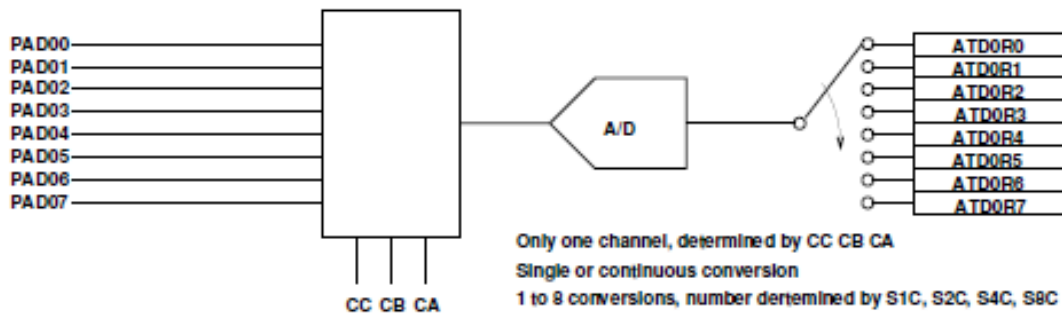 PAD00
PAD01
PAD02
PAD03
PAD04
PAD05
PAD06
PAD07
CC CB CA
A/D
ATD0R0
ATD0R1
ATD0R2
ATD0R3
ATD0R4
ATD0R5
ATD0R6
ATD0R7
Only one channel, determined by CC CB CA
Single or continuous conversion
1 to 8 conversions, number dertemined by S1C, S2C, S4C, S8C